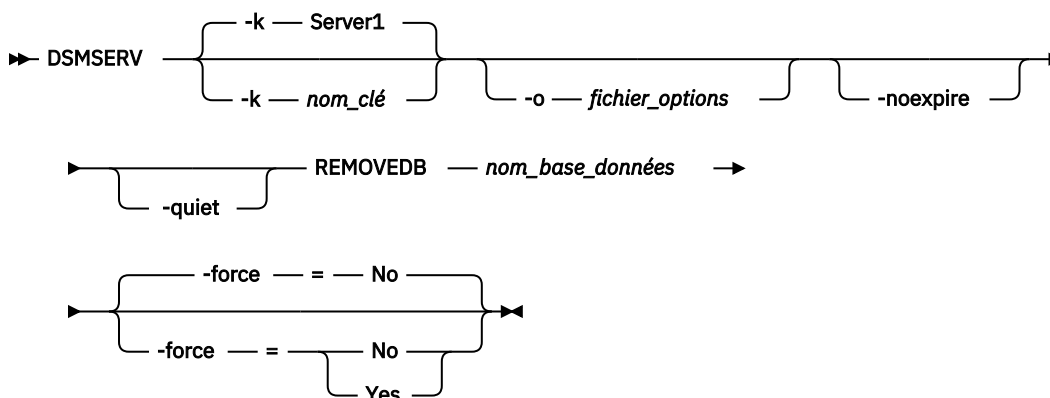 -k Server1
DSMSERV
-k nom_clé
-o fichier_options
-noexpire
REMOVEDB nom_base_données
-quiet
-force = No
-force = No
Yes